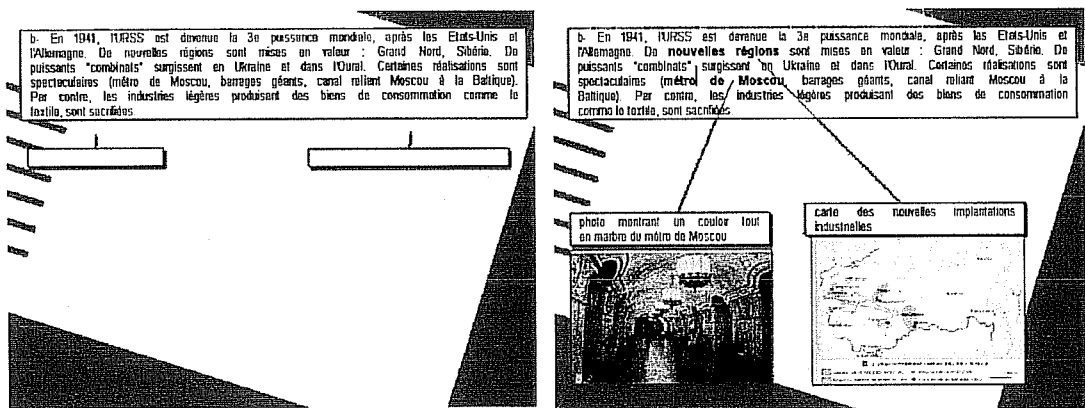 b- En 1941, l'URSS est devenue la 3e puissance mondiale, après les Etats-Unis et
l'Allemagne. De nouvelles régions sont mises en valeur : Grand Nord, Sibérie. De
puissants "combinats" surgissent en Ukraine et dans l'Oural. Certaines réalisations sont
spectaculaires (métro de Moscou, barrages géants, canal reliant Moscou à la Baltique).
Par contre, les industries légères produisant des biens de consommation comme le
textile, sont sacrifiées.
b- En 1941, l'URSS est devenue la 3e puissance mondiale, après les Etats-Unis et
l'Allemagne. De nouvelles régions sont mises en valeur : Grand Nord, Sibérie. De
puissants "combinats" surgissent en Ukraine et dans l'Oural. Certaines réalisations sont
spectaculaires (métro de Moscou, barrages géants, canal reliant Moscou à la
Baltique). Par contre, les industries légères produisant des biens de consommation
comme le textile, sont sacrifiées
photo montrant un couloir tout
en marbre du métro de Moscou
carte des nouvelles implantations
industrielles